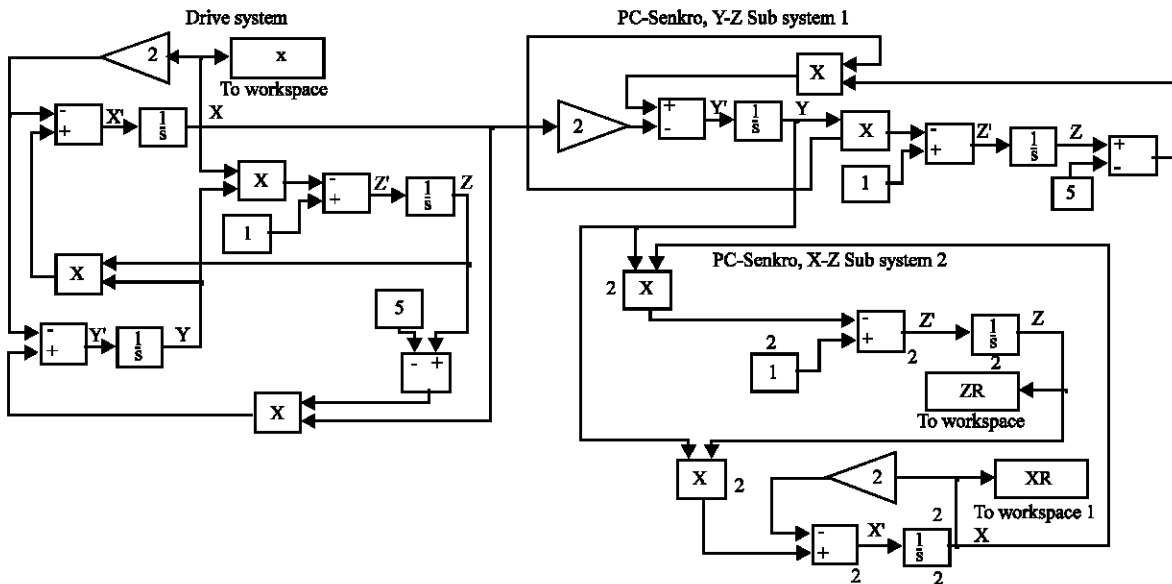 Drive system
2
x
To workspace
-
+
X'
1/s
X
X
-
+
Z'
1/s
Z
1
X
5
-
+
Y'
1/s
Y
-
+
X
PC-Senkro, Y-Z Sub system 1
X
2
+
-
Y'
1/s
Y
X
-
+
Z'
1/s
Z
+
-
1
5
PC-Senkro, X-Z Sub system 2
2
X
-
+
2
Z'
1/s
2
Z
2
1
ZR
To workspace
X
2
2
XR
To workspace 1
-
+
2
X'
2
1/s
2
X